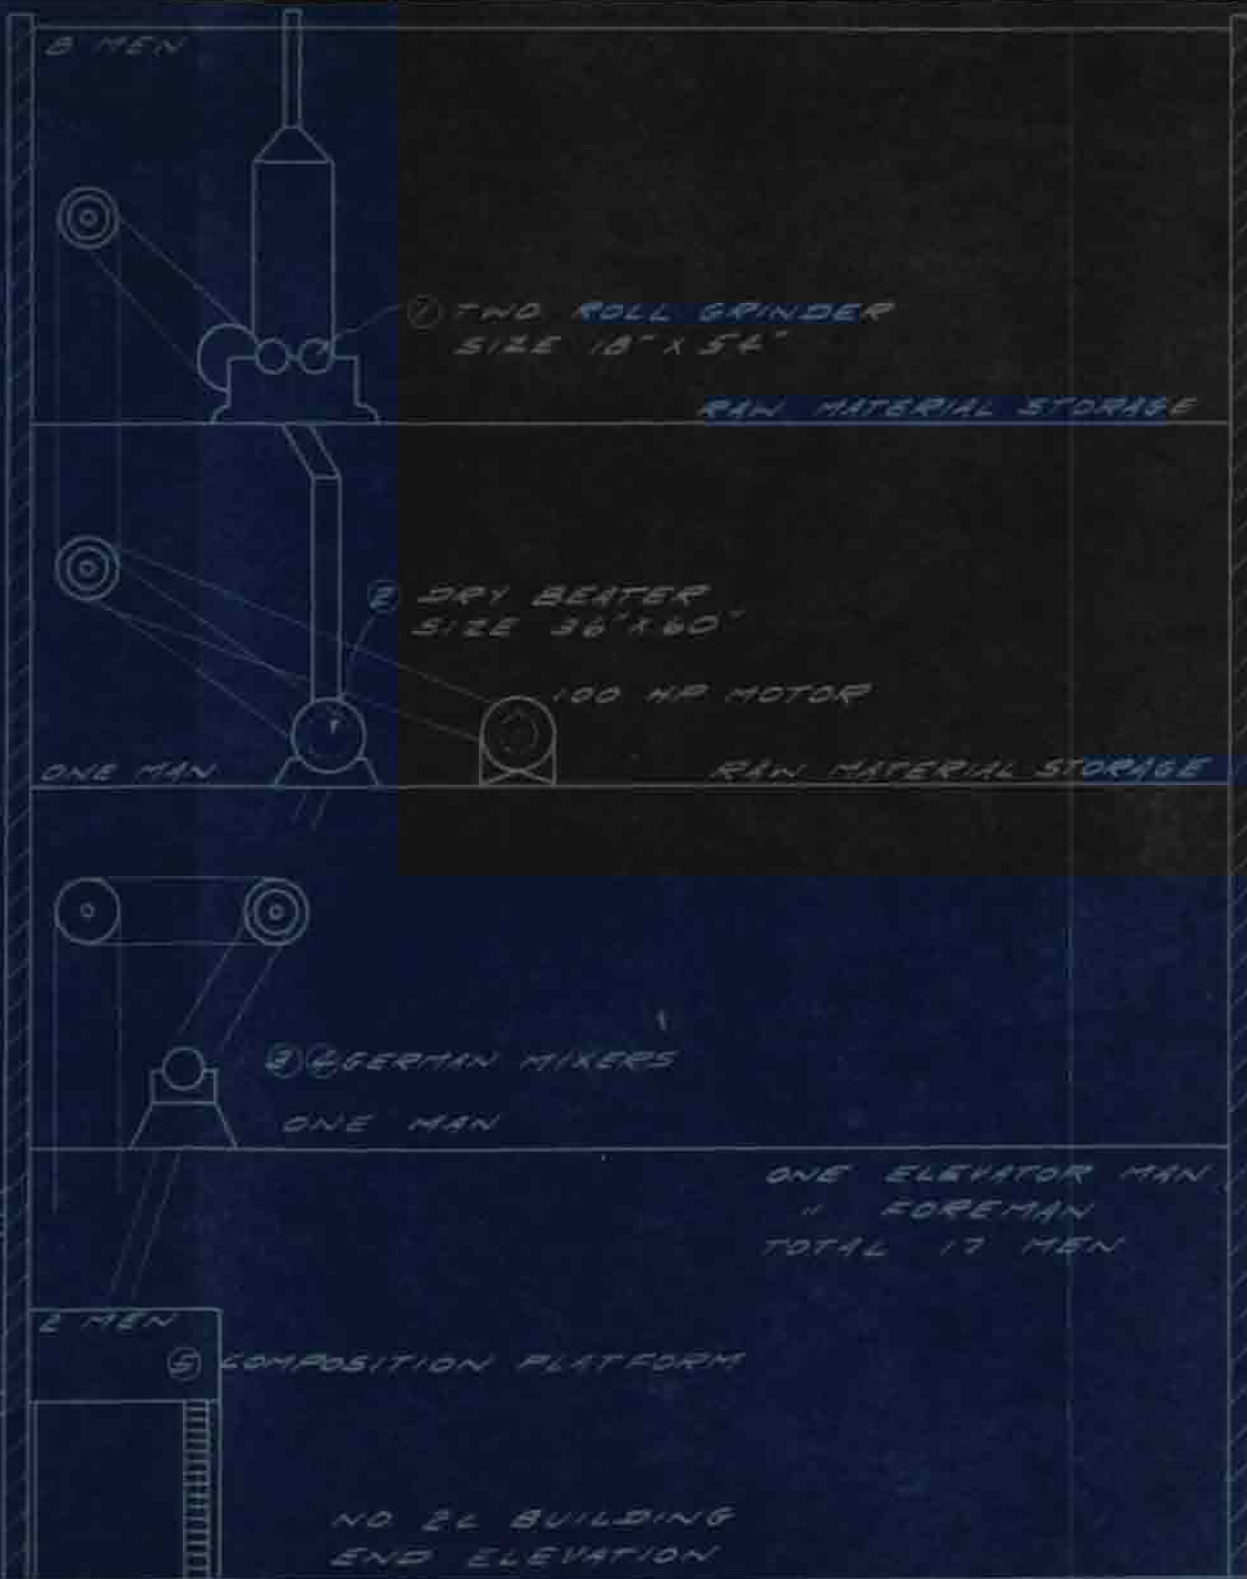 8 MEN
① TWO ROLL GRINDER
SIZE 18" X 54"
RAW MATERIAL STORAGE
② DRY BEATER
SIZE 36" X 60"
100 HP MOTOR
ONE MAN
RAW MATERIAL STORAGE
③ ④ GERMAN MIXERS
ONE MAN
ONE ELEVATOR MAN
" FOREMAN
TOTAL 17 MEN
2 MEN
⑤ COMPOSITION PLATFORM
NO. 2L BUILDING
END ELEVATION